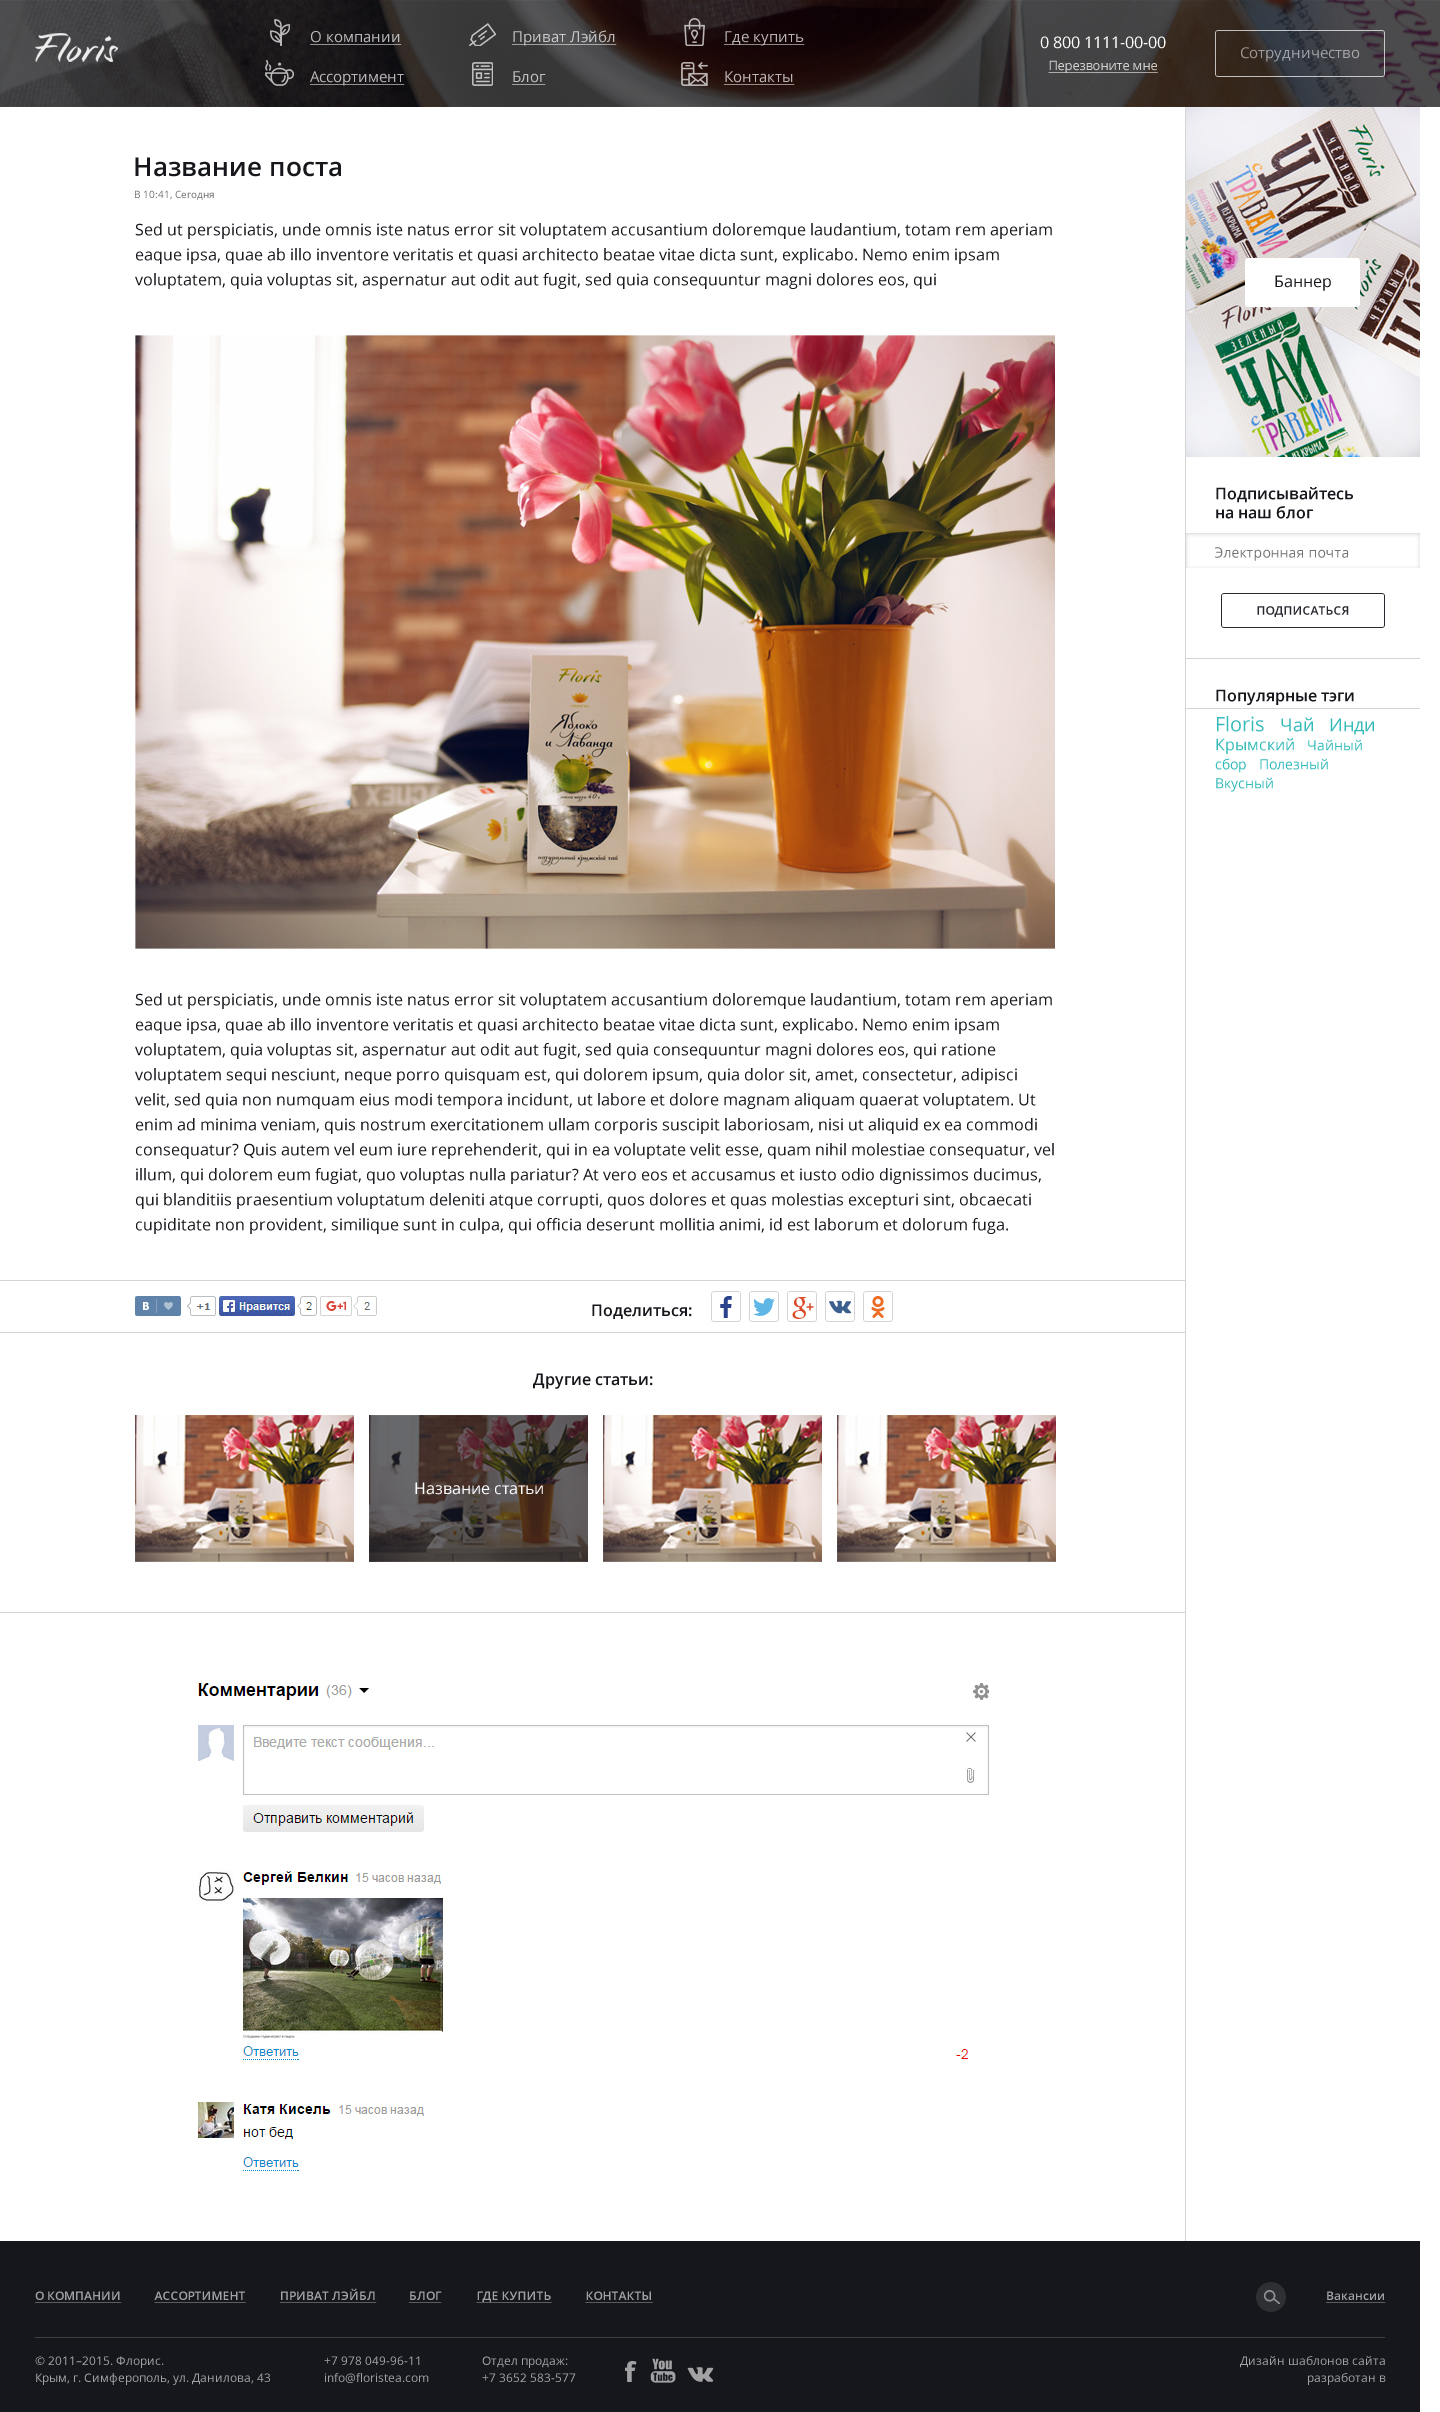 Floris
О компании
Приват Лэйбл
Где купить
Ассортимент
Блог
Контакты
0 800 1111-00-00
Перезвоните мне
Сотрудничество
Название поста
В 10:41, Сегодня
Sed ut perspiciatis, unde omnis iste natus error sit voluptatem accusantium doloremque laudantium, totam rem aperiam
eaque ipsa, quae ab illo inventore veritatis et quasi architecto beatae vitae dicta sunt, explicabo. Nemo enim ipsam
voluptatem, quia voluptas sit, aspernatur aut odit aut fugit, sed quia consequuntur magni dolores eos, qui
Floris
Яблоко
и Лаванда
натуральный крымский чай
УСПЕХ
Sed ut perspiciatis, unde omnis iste natus error sit voluptatem accusantium doloremque laudantium, totam rem aperiam
eaque ipsa, quae ab illo inventore veritatis et quasi architecto beatae vitae dicta sunt, explicabo. Nemo enim ipsam
voluptatem, quia voluptas sit, aspernatur aut odit aut fugit, sed quia consequuntur magni dolores eos, qui ratione
voluptatem sequi nesciunt, neque porro quisquam est, qui dolorem ipsum, quia dolor sit, amet, consectetur, adipisci
velit, sed quia non numquam eius modi tempora incidunt, ut labore et dolore magnam aliquam quaerat voluptatem. Ut
enim ad minima veniam, quis nostrum exercitationem ullam corporis suscipit laboriosam, nisi ut aliquid ex ea commodi
consequatur? Quis autem vel eum iure reprehenderit, qui in ea voluptate velit esse, quam nihil molestiae consequatur, vel
illum, qui dolorem eum fugiat, quo voluptas nulla pariatur? At vero eos et accusamus et iusto odio dignissimos ducimus,
qui blanditiis praesentium voluptatum deleniti atque corrupti, quos dolores et quas molestias excepturi sint, obcaecati
cupiditate non provident, similique sunt in culpa, qui officia deserunt mollitia animi, id est laborum et dolorum fuga.
В +1 Нравится 2 G+1 2
Поделиться:
Другие статьи:
Название статьи
Комментарии (36)
Введите текст сообщения...
Отправить комментарий
Сергей Белкин 15 часов назад
Ответить
-2
Катя Кисель 15 часов назад
нот бед
Ответить
Floris
ЧЕРНЫЙ
ЧАЙ
с ТРАВАМИ
ИЗ КРЫМА
Баннер
ЧЕРНЫЙ
Floris
ЗЕЛЕНЫЙ
ЧАЙ
с ТРАВАМИ
ИЗ КРЫМА
Подписывайтесь
на наш блог
Электронная почта
ПОДПИСАТЬСЯ
Популярные тэги
Floris Чай Инди
Крымский Чайный
сбор Полезный
Вкусный
О КОМПАНИИ АССОРТИМЕНТ ПРИВАТ ЛЭЙБЛ БЛОГ ГДЕ КУПИТЬ КОНТАКТЫ
Вакансии
© 2011–2015. Флорис.
Крым, г. Симферополь, ул. Данилова, 43
+7 978 049-96-11
info@floristea.com
Отдел продаж:
+7 3652 583-577
You
Tube
Дизайн шаблонов сайта
разработан в